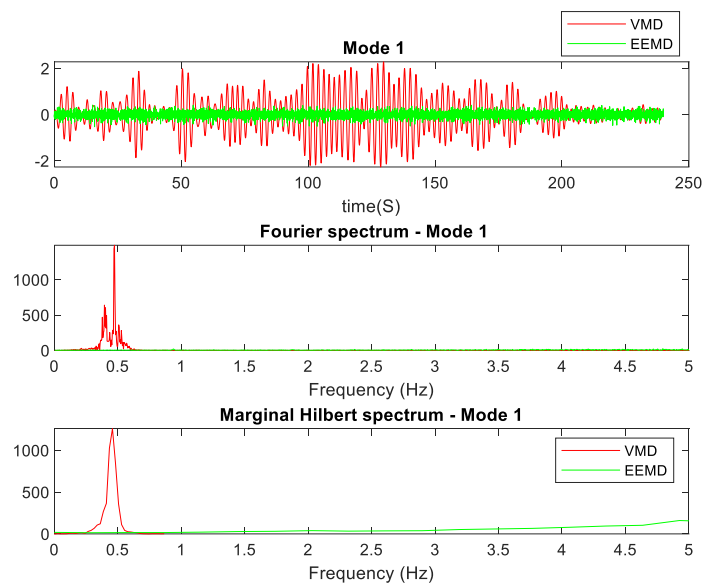 VMD
EEMD
Mode 1
2
0
-2
0 50 100 150 200 250
time(S)
Fourier spectrum - Mode 1
1000
500
0
0 0.5 1 1.5 2 2.5 3 3.5 4 4.5 5
Frequency (Hz)
Marginal Hilbert spectrum - Mode 1
1000
VMD
EEMD
500
0
0 0.5 1 1.5 2 2.5 3 3.5 4 4.5 5
Frequency (Hz)